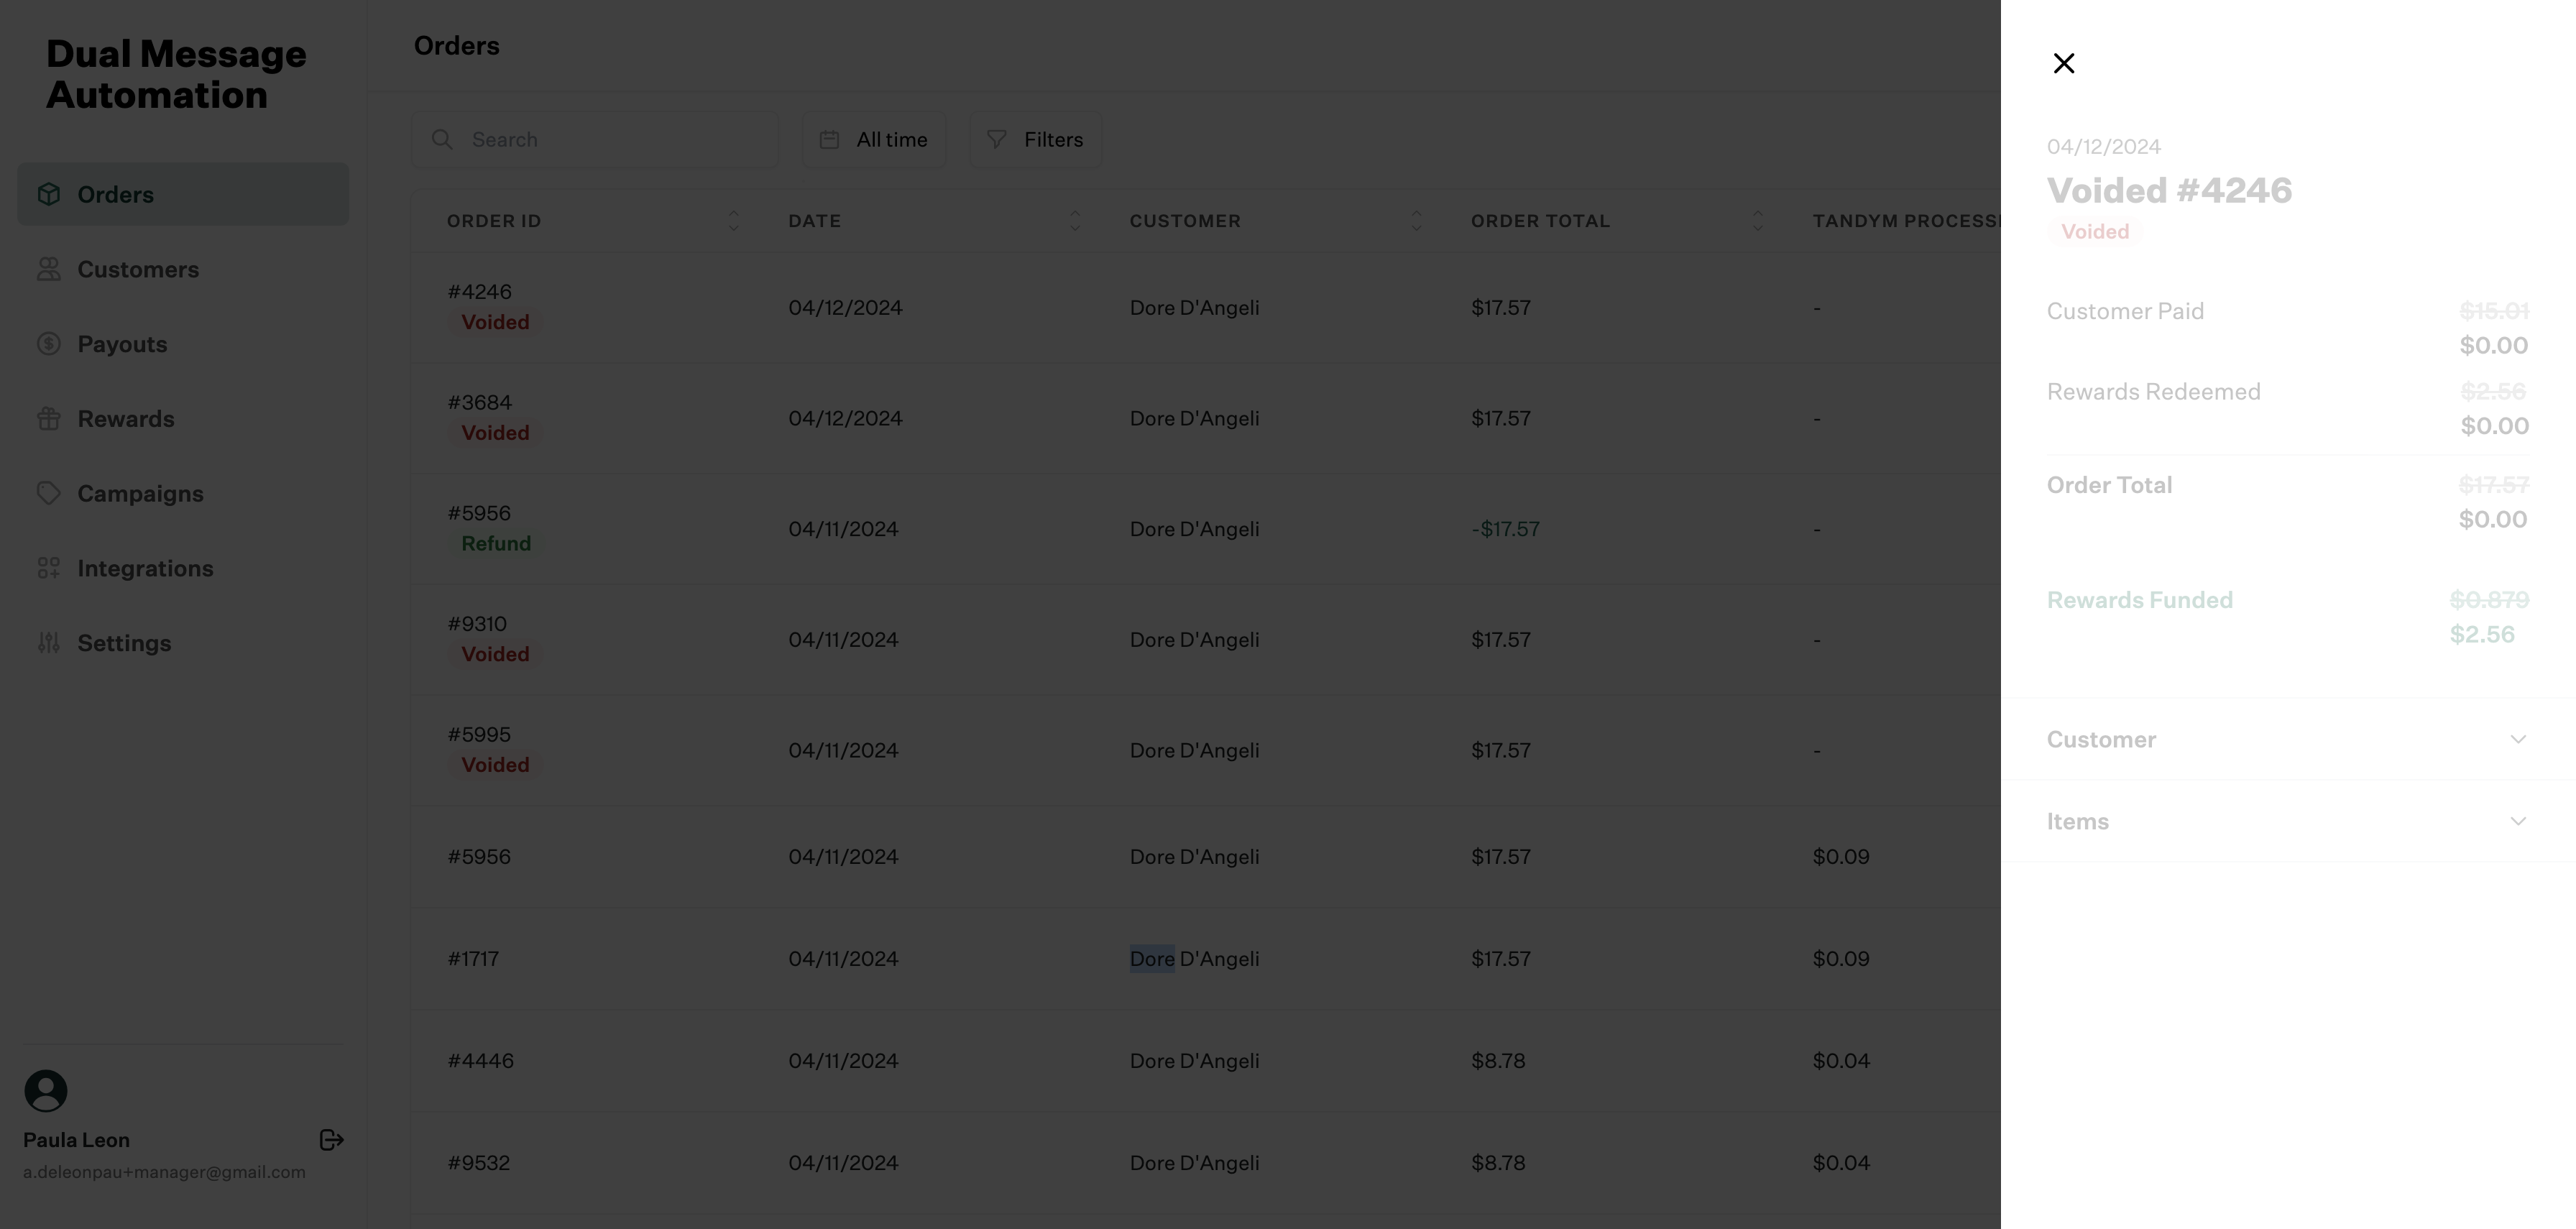 Dual Message
Automation
Orders
Customers
Payouts
Rewards
Campaigns
Integrations
Settings
Paula Leon
a.deleonpau+manager@gmail.com
Orders
Search
All time
Filters
ORDER ID DATE CUSTOMER ORDER TOTAL TANDYM PROCESS
#4246 04/12/2024 Dore D'Angeli $17.57 -
Voided
#3684 04/12/2024 Dore D'Angeli $17.57 -
Voided
#5956 04/11/2024 Dore D'Angeli -$17.57 -
Refund
#9310 04/11/2024 Dore D'Angeli $17.57 -
Voided
#5995 04/11/2024 Dore D'Angeli $17.57 -
Voided
#5956 04/11/2024 Dore D'Angeli $17.57 $0.09
#1717 04/11/2024 Dore D'Angeli $17.57 $0.09
#4446 04/11/2024 Dore D'Angeli $8.78 $0.04
#9532 04/11/2024 Dore D'Angeli $8.78 $0.04
04/12/2024
Voided #4246
Voided
Customer Paid $15.01
$0.00
Rewards Redeemed $2.56
$0.00
Order Total $17.57
$0.00
Rewards Funded $0.879
$2.56
Customer
Items